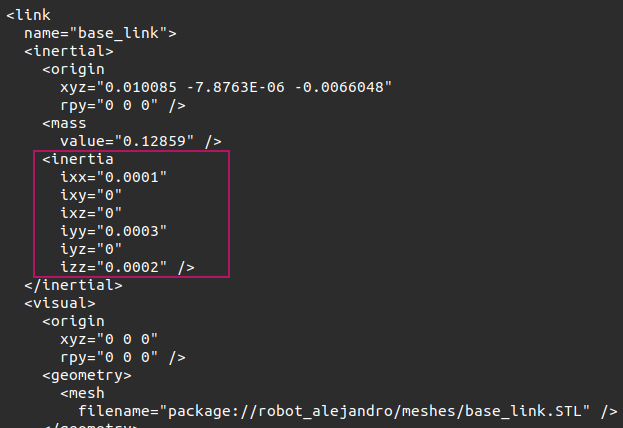 <link
name="base_link">
<inertial>
<origin
xyz="0.010085 -7.8763E-06 -0.0066048"
rpy="0 0 0" />
<mass
value="0.12859" />
<inertia
ixx="0.0001"
ixy="0"
ixz="0"
iyy="0.0003"
iyz="0"
izz="0.0002" />
</inertial>
<visual>
<origin
xyz="0 0 0"
rpy="0 0 0" />
<geometry>
<mesh
filename="package://robot_alejandro/meshes/base_link.STL" />
</geometry>